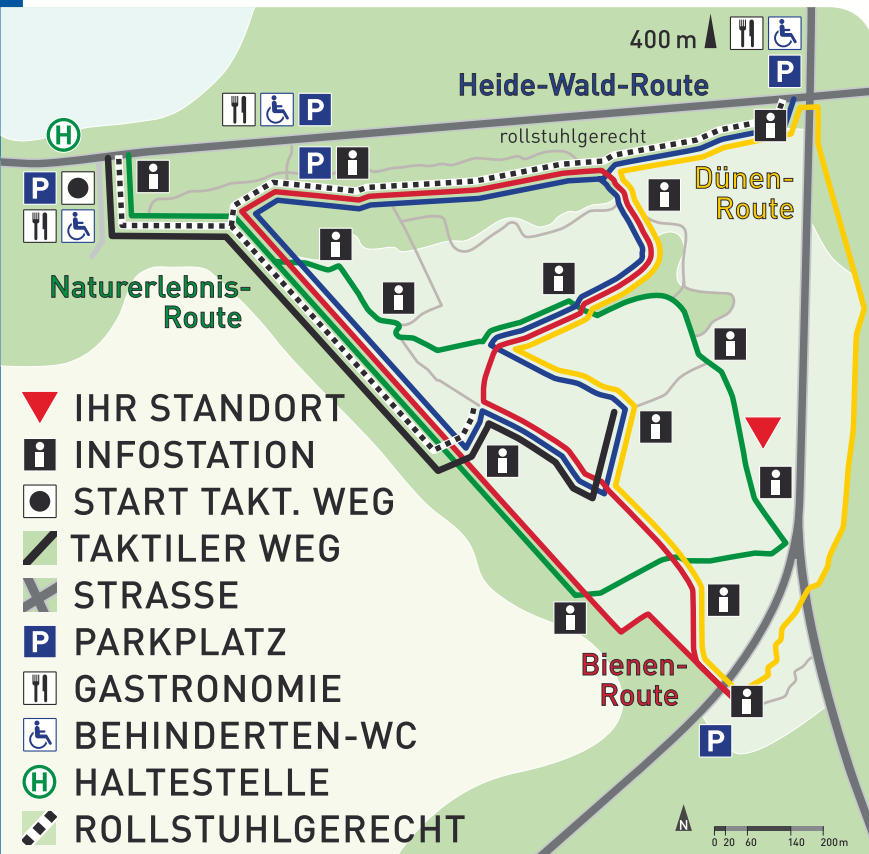 400 m
P
Heide-Wald-Route
P
rollstuhlgerecht
H
P
i
P
i
i
P
i
Dünen-
Route
i
i
i
Naturerlebnis-
Route
i
IHR STANDORT
i
i INFOSTATION
i
i
START TAKT. WEG
TAKTILER WEG
STRASSE
i
i
P PARKPLATZ
Bienen-
Route
GASTRONOMIE
i
BEHINDERTEN-WC
P
H HALTESTELLE
ROLLSTUHLGERECHT
N
0 20 60 140 200m